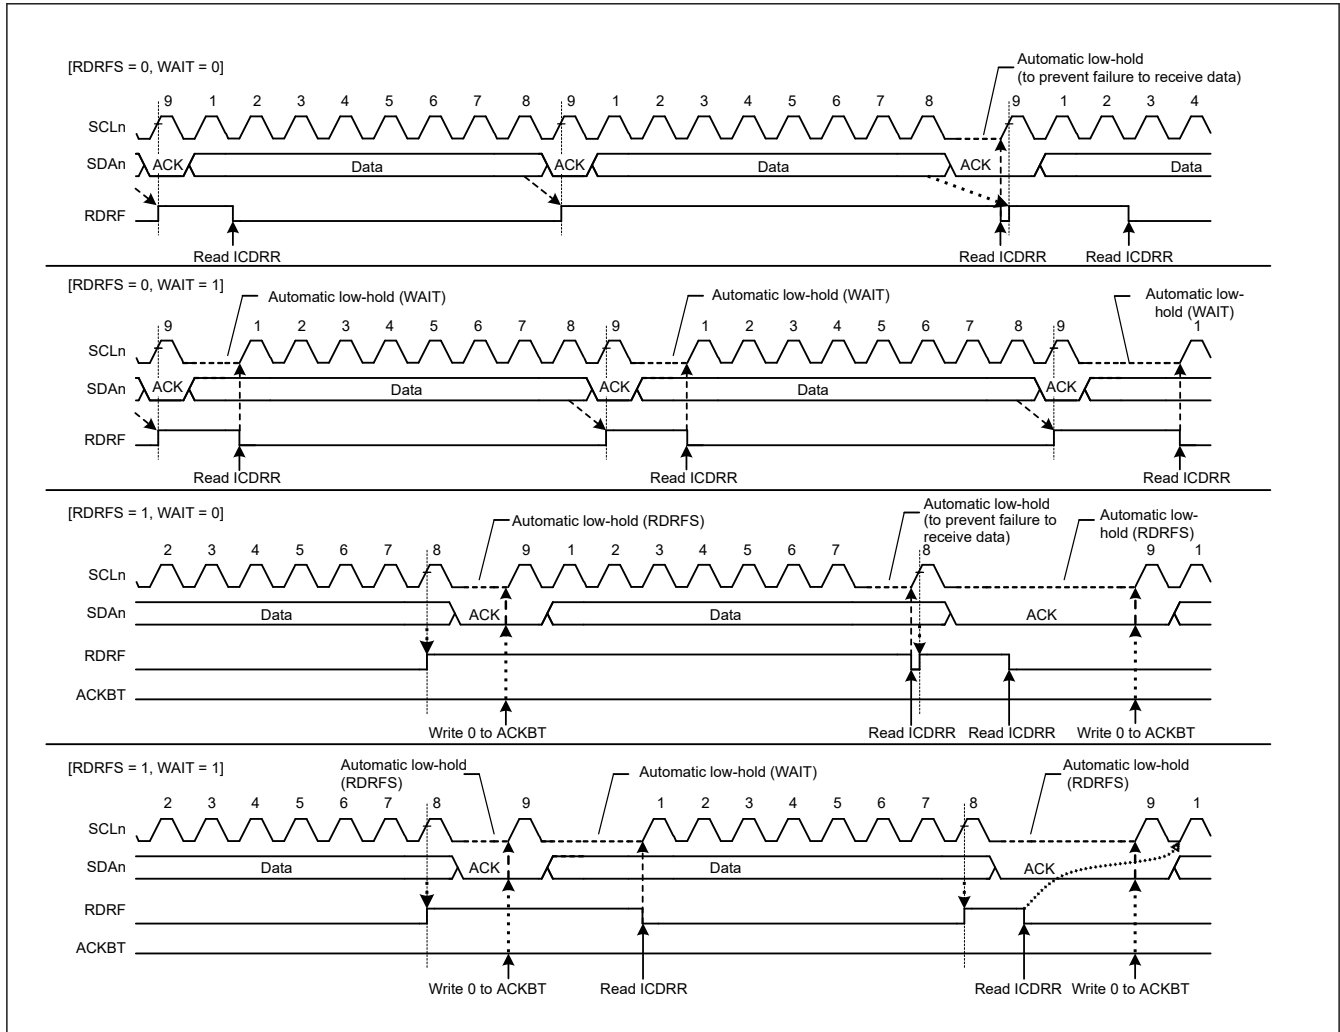 [RDRFS = 0, WAIT = 0]
Automatic low-hold
(to prevent failure to receive data)
9 1 2 3 4 5 6 7 8 9 1 2 3 4 5 6 7 8 9 1 2 3 4
SCLn
SDAn ACK Data ACK Data ACK Data
RDRF
Read ICDRR Read ICDRR Read ICDRR
[RDRFS = 0, WAIT = 1]
Automatic low-hold (WAIT) Automatic low-hold (WAIT) Automatic low-
hold (WAIT)
9 1 2 3 4 5 6 7 8 9 1 2 3 4 5 6 7 8 9 1
SCLn
SDAn ACK Data ACK Data ACK
RDRF
Read ICDRR Read ICDRR Read ICDRR
[RDRFS = 1, WAIT = 0]
Automatic low-hold (RDRFS)
Automatic low-hold
(to prevent failure to
receive data)
Automatic low-
hold (RDRFS)
2 3 4 5 6 7 8 9 1 2 3 4 5 6 7 8 9 1
SCLn
SDAn Data ACK Data ACK
RDRF
ACKBT
Write 0 to ACKBT Read ICDRR Read ICDRR Write 0 to ACKBT
[RDRFS = 1, WAIT = 1]
Automatic low-hold
(RDRFS)
Automatic low-hold (WAIT)
Automatic low-hold
(RDRFS)
2 3 4 5 6 7 8 9 1 2 3 4 5 6 7 8 9 1
SCLn
SDAn Data ACK Data ACK
RDRF
ACKBT
Write 0 to ACKBT Read ICDRR Read ICDRR Write 0 to ACKBT